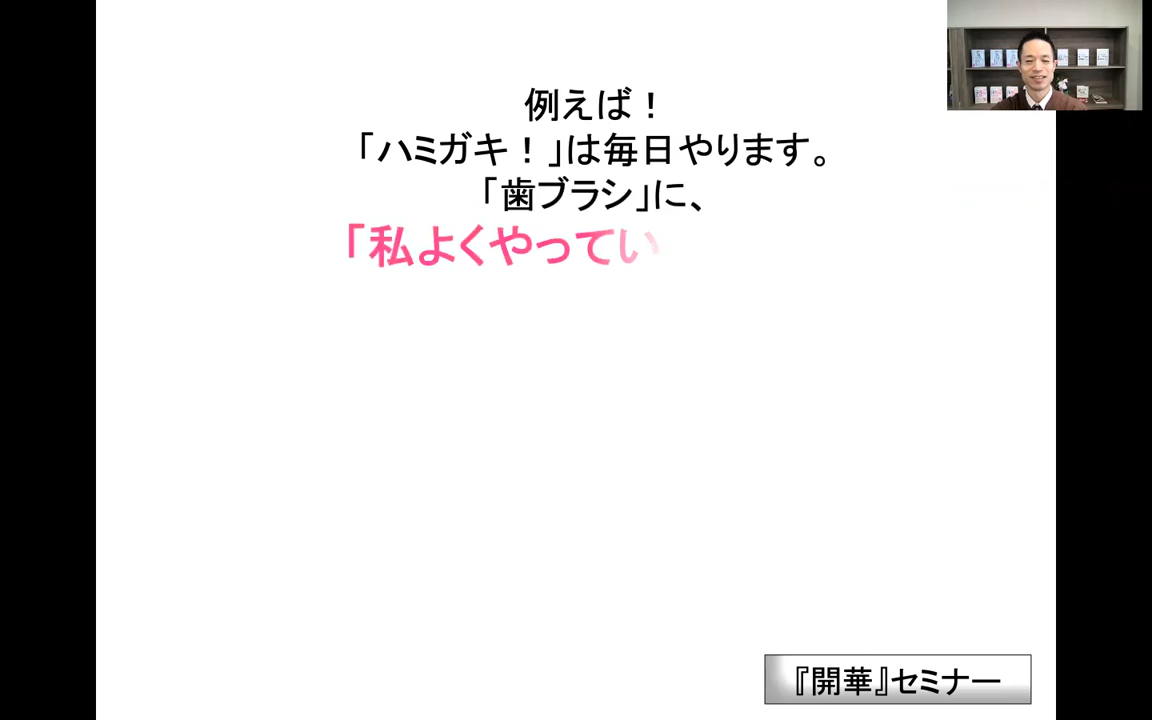 例えば！
「ハミガキ！」は毎日やります。
「歯ブラシ」に、
「私よくやってい
『開華』セミナー